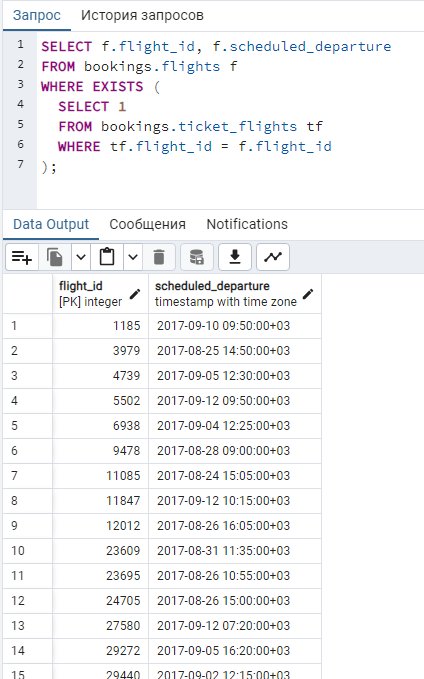 Запрос История запросов
1 SELECT f.flight_id, f.scheduled_departure
2 FROM bookings.flights f
3 WHERE EXISTS (
4 SELECT 1
5 FROM bookings.ticket_flights tf
6 WHERE tf.flight_id = f.flight_id
7 );
Data Output Сообщения Notifications
flight_id scheduled_departure
[PK] integer timestamp with time zone
1 1185 2017-09-10 09:50:00+03
2 3979 2017-08-25 14:50:00+03
3 4739 2017-09-05 12:30:00+03
4 5502 2017-09-12 09:50:00+03
5 6938 2017-09-04 12:25:00+03
6 9478 2017-08-28 09:00:00+03
7 11085 2017-08-24 15:05:00+03
8 11847 2017-09-12 10:15:00+03
9 12012 2017-08-26 16:05:00+03
10 23609 2017-08-31 11:35:00+03
11 23695 2017-08-26 10:55:00+03
12 24705 2017-08-26 15:00:00+03
13 27580 2017-09-12 07:20:00+03
14 29272 2017-09-05 16:20:00+03
15 29440 2017-09-02 12:15:00+03